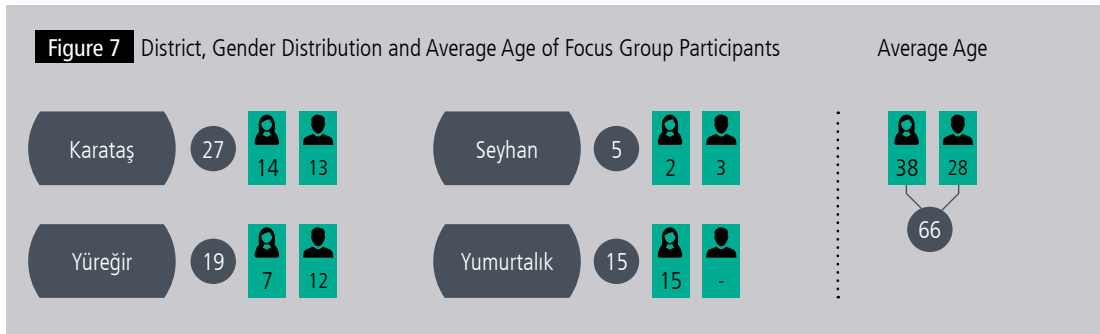 Figure 7 District, Gender Distribution and Average Age of Focus Group Participants
Average Age
Karataş 27 14 13
Seyhan 5 2 3
38 28
66
Yüreğir 19 7 12
Yumurtalık 15 15 -